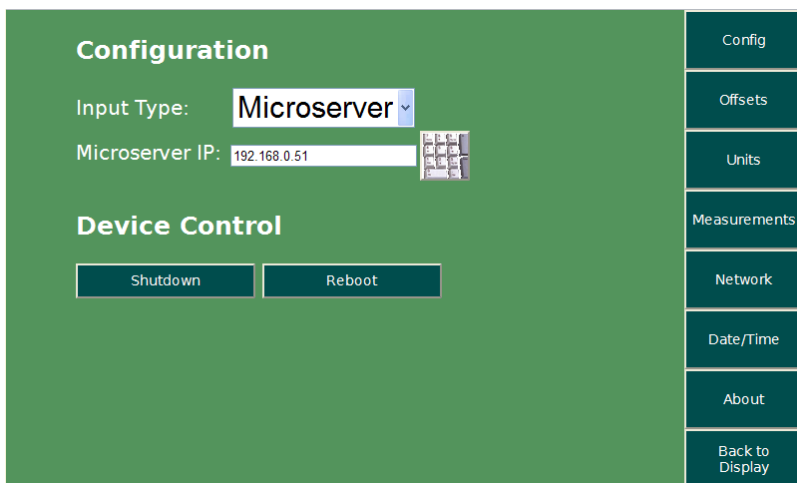 Configuration
Input Type: Microserver
Microserver IP: 192.168.0.51
Device Control
Shutdown Reboot
Config
Offsets
Units
Measurements
Network
Date/Time
About
Back to
Display